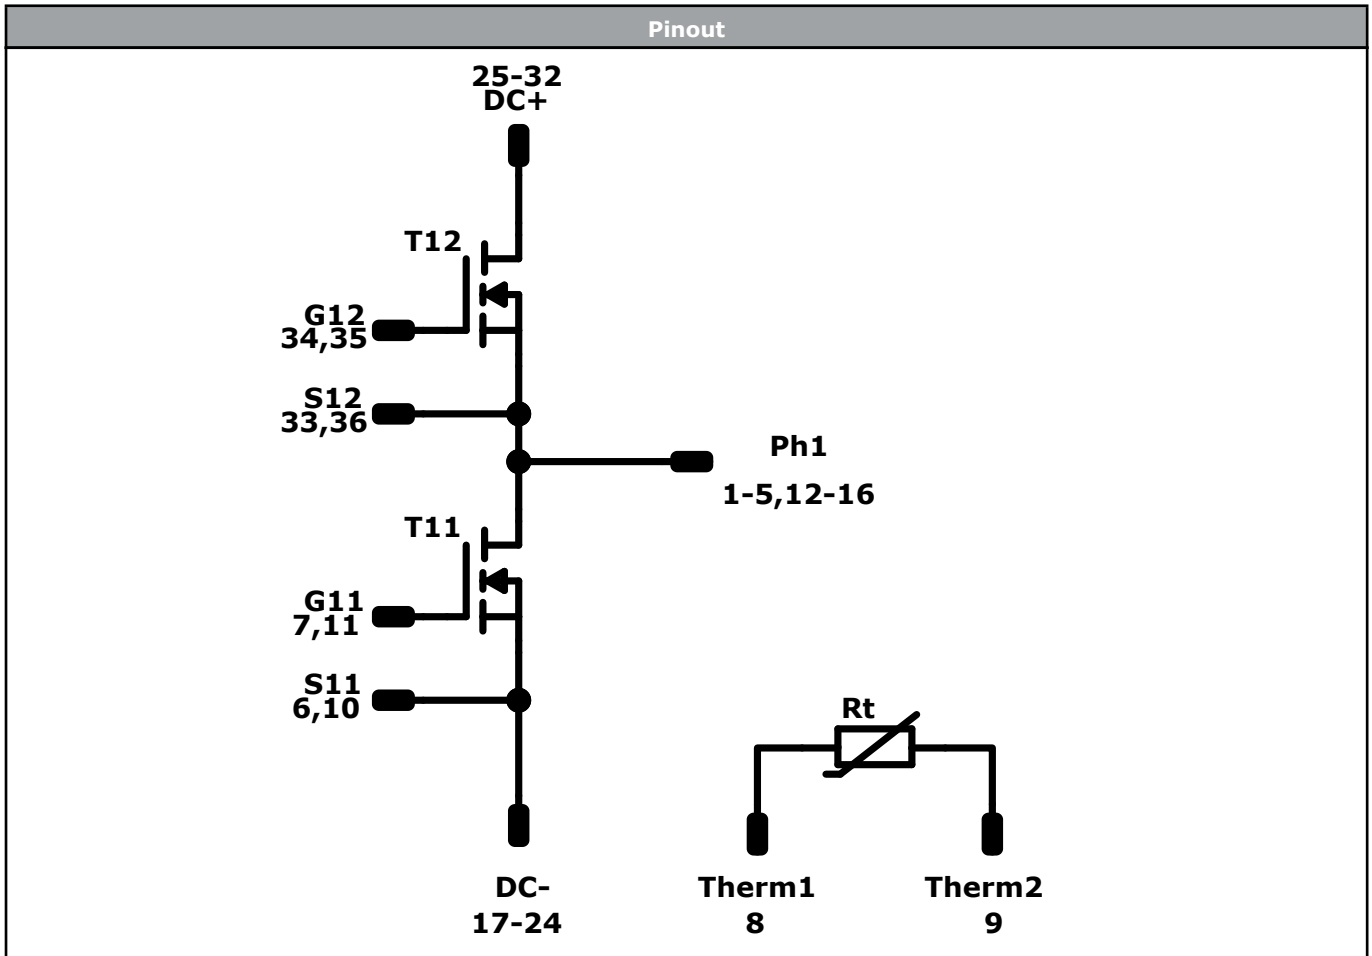 Pinout
25-32
DC+
T12
G12
34,35
S12
33,36
Ph1
1-5,12-16
T11
G11
7,11
S11
6,10
Rt
DC-
17-24
Therm1
8
Therm2
9